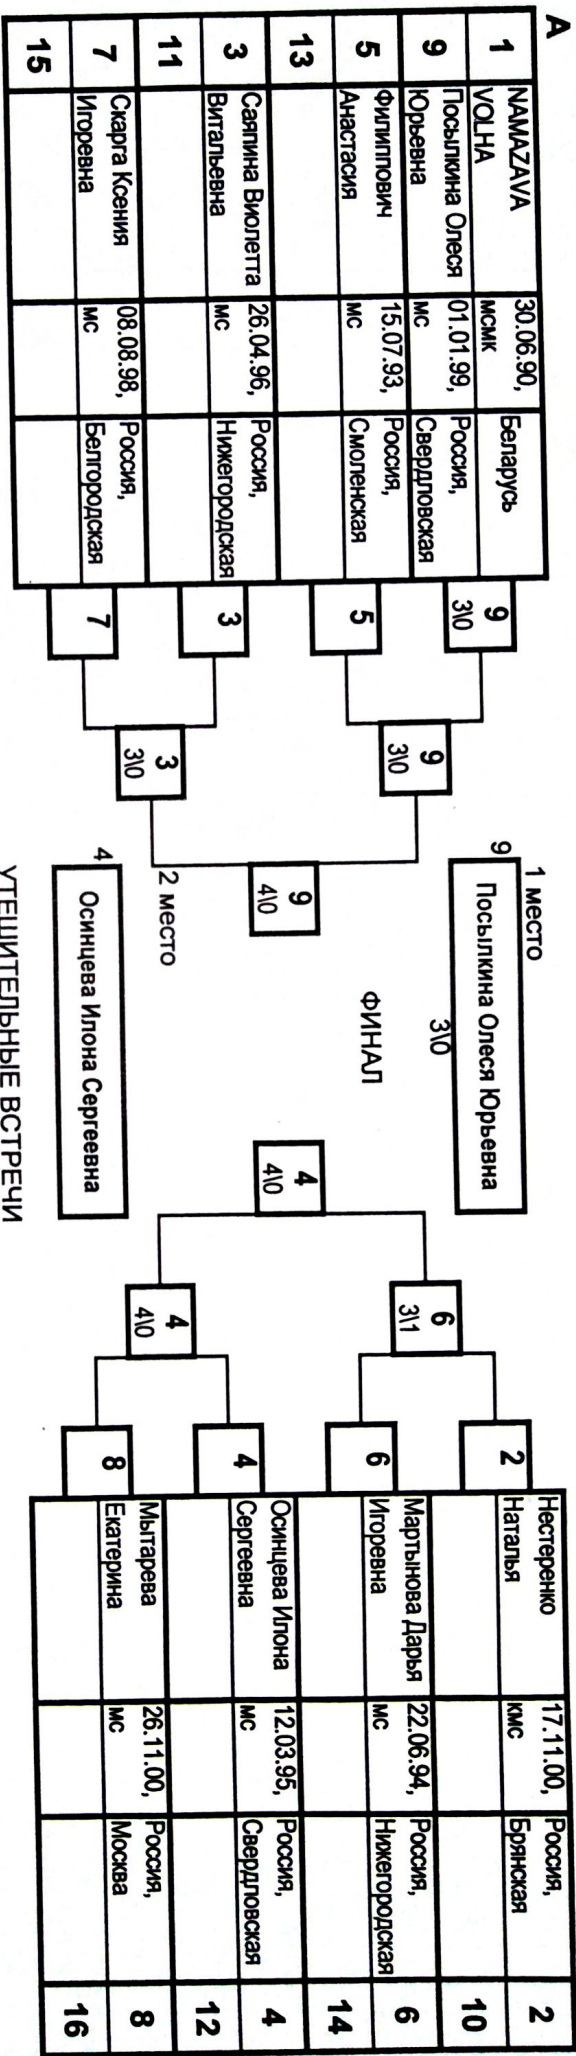 А
1 NAMAZAVA VOLHA 30.06.90, мсмк Беларусь
9 Посылкина Олеся Юрьевна 01.01.99, мс Россия, Свердловская
5 Филиппович Анастасия 15.07.93, мс Россия, Смоленская
13
3 Саяпина Виолетта Витальевна 26.04.96, мс Россия, Нижегородская
11
7 Скарга Ксения Игоревна 08.08.98, мс Россия, Белгородская
15
9
3\0
5
3
7
9
3\0
3
3\0
9
4\0
1 место
9 Посылкина Олеся Юрьевна
3\0
ФИНАЛ
2 место
4 Осинцева Илона Сергеевна
УТЕШИТЕЛЬНЫЕ ВСТРЕЧИ
4
4\0
6
3\1
4
4\0
2
6
4
8
Нестеренко Наталья 17.11.00, кмс Россия, Брянская 2
10
Мартынова Дарья Игоревна 22.06.94, мс Россия, Нижегородская 6
14
Осинцева Илона Сергеевна 12.03.95, мс Россия, Свердловская 4
12
Мытарева Екатерина 26.11.00, мс Россия, Москва 8
16